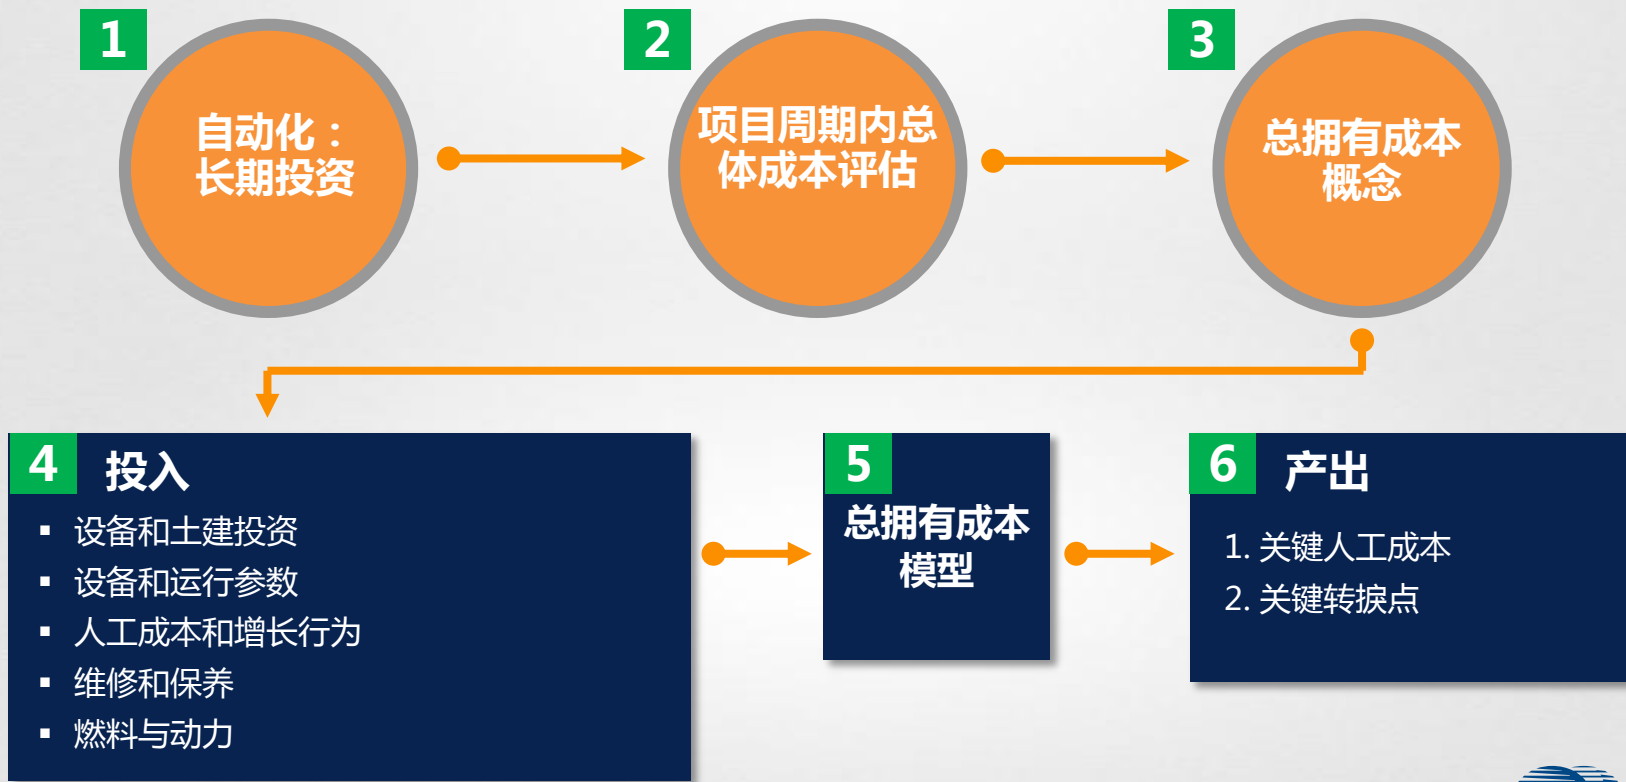 1
自动化：
长期投资
2
项目周期内总
体成本评估
3
总拥有成本
概念
4 投入
▪ 设备和土建投资
▪ 设备和运行参数
▪ 人工成本和增长行为
▪ 维修和保养
▪ 燃料与动力
5
总拥有成本
模型
6 产出
1. 关键人工成本
2. 关键转捩点